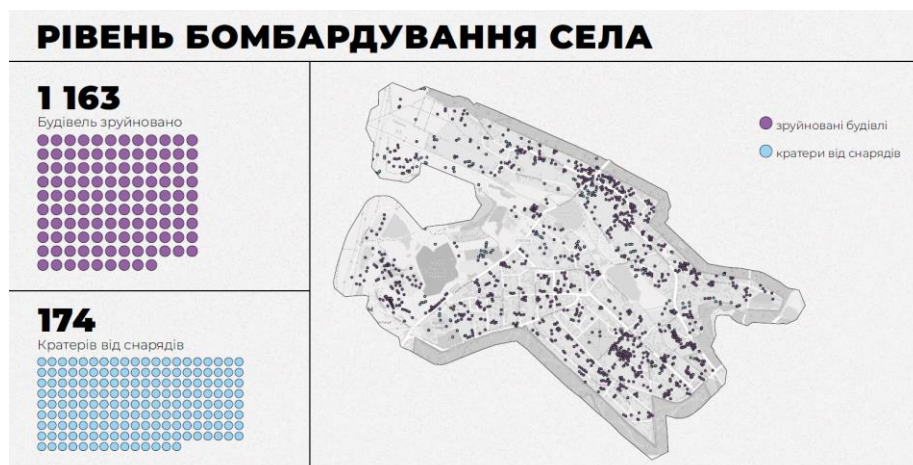 РІВЕНЬ БОМБАРДУВАННЯ СЕЛА
1 163
Будівель зруйновано
174
Кратерів від снарядів
зруйновані будівлі
кратери від снарядів